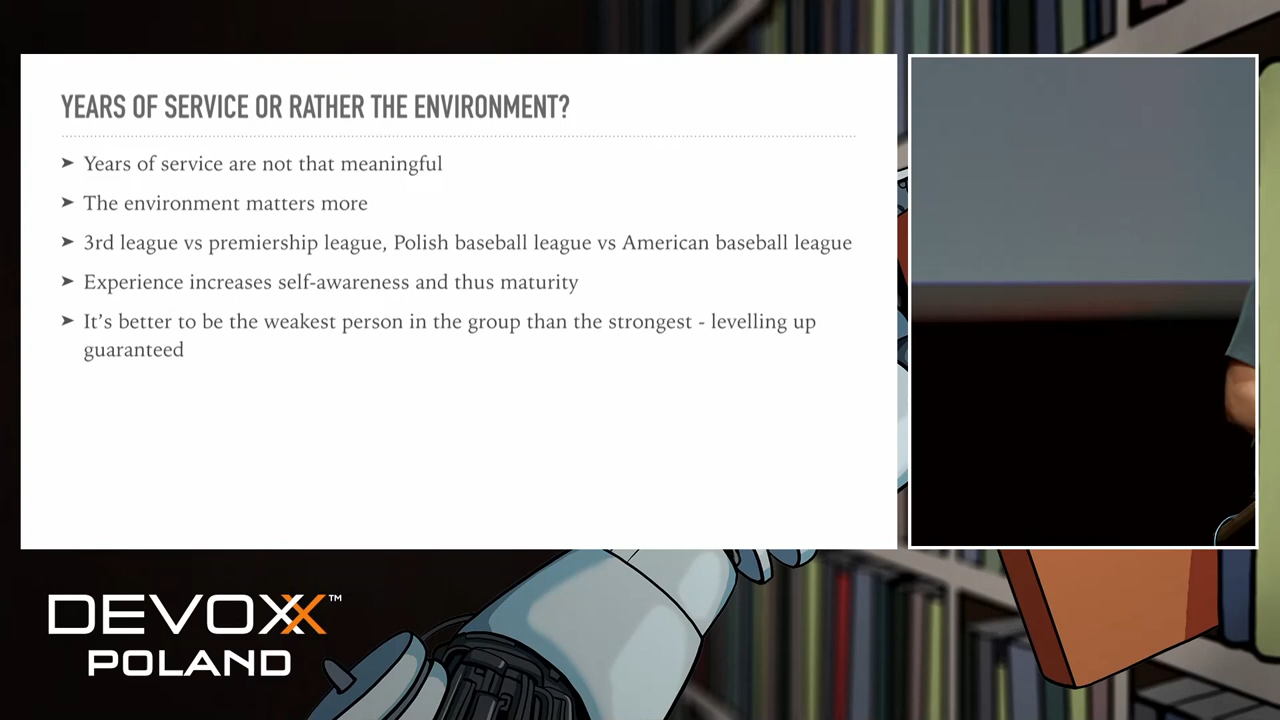 YEARS OF SERVICE OR RATHER THE ENVIRONMENT?
➤ Years of service are not that meaningful
➤ The environment matters more
➤ 3rd league vs premiership league, Polish baseball league vs American baseball league
➤ Experience increases self-awareness and thus maturity
➤ It’s better to be the weakest person in the group than the strongest - levelling up
guaranteed
DEVOXX™
POLAND